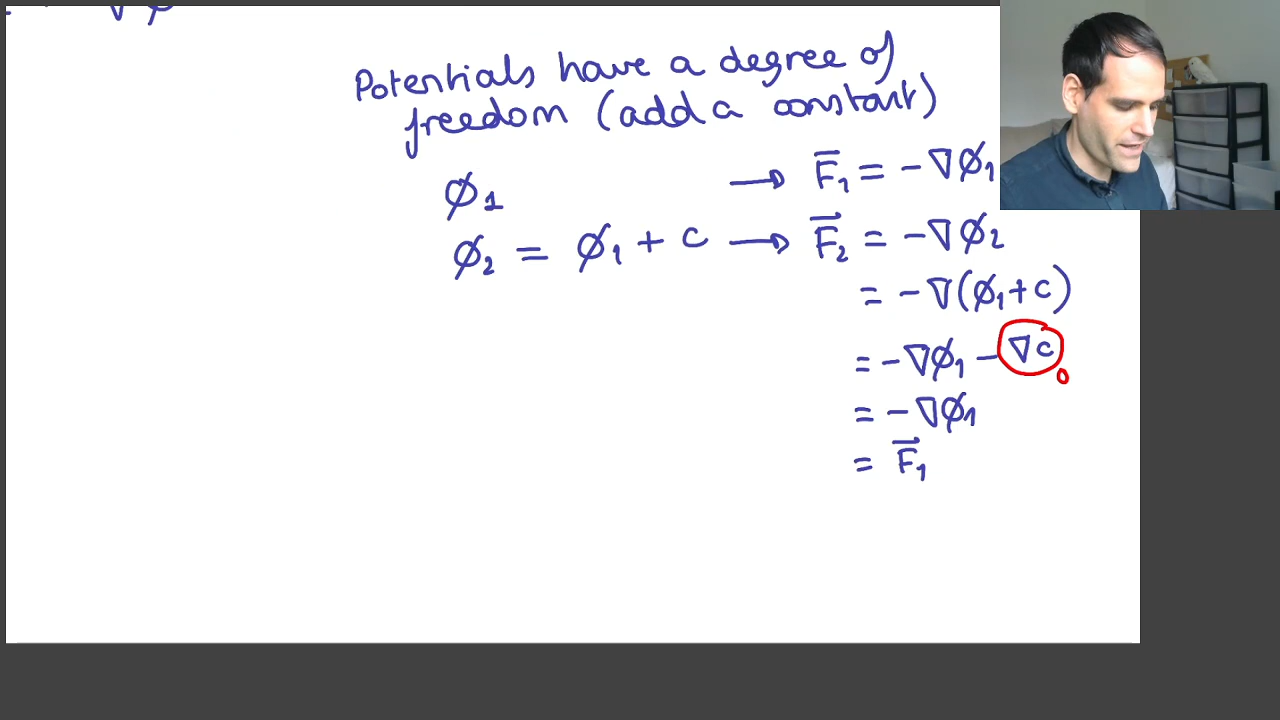 Potentials have a degree of
freedom (add a constant)
ϕ₁ → F⃗₁ = -∇ϕ₁
ϕ₂ = ϕ₁ + c → F⃗₂ = -∇ϕ₂
= -∇(ϕ₁+c)
= -∇ϕ₁ - ∇c 0
= -∇ϕ₁
= F⃗₁